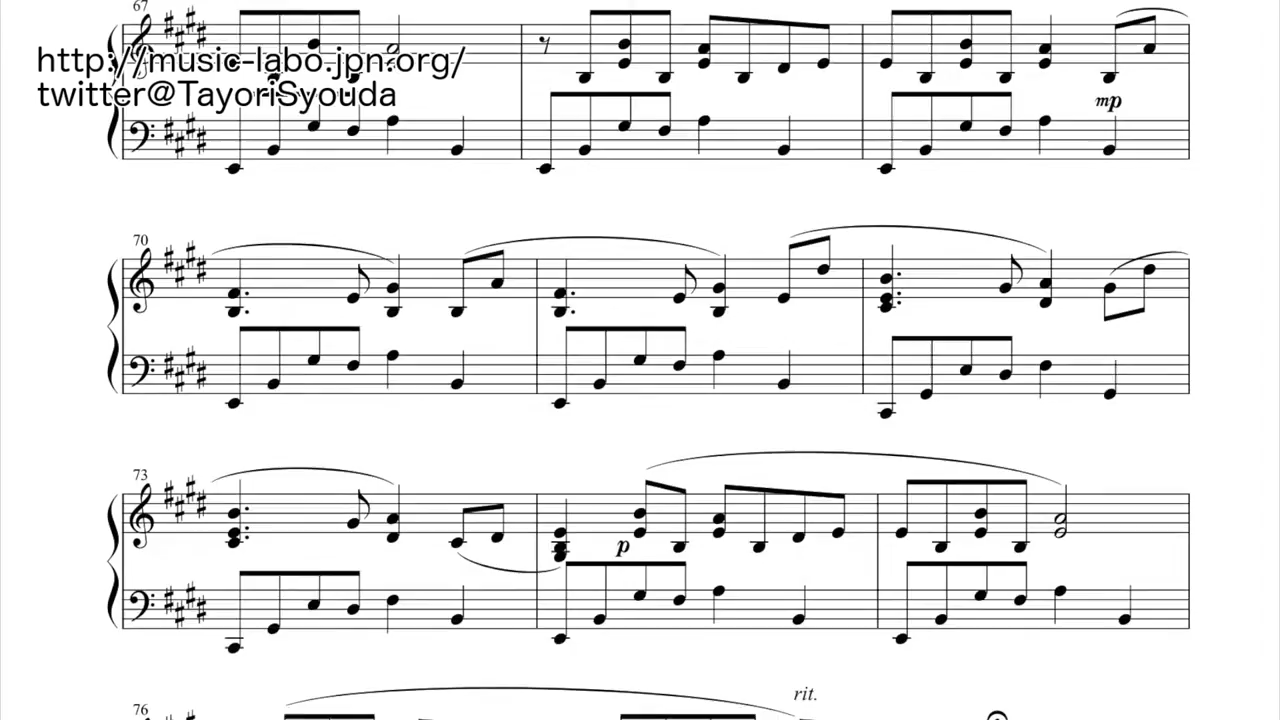 67
http://music-labo.jpn.org/
twitter@TayoriSyouda
mp
70
73
p
rit.
76